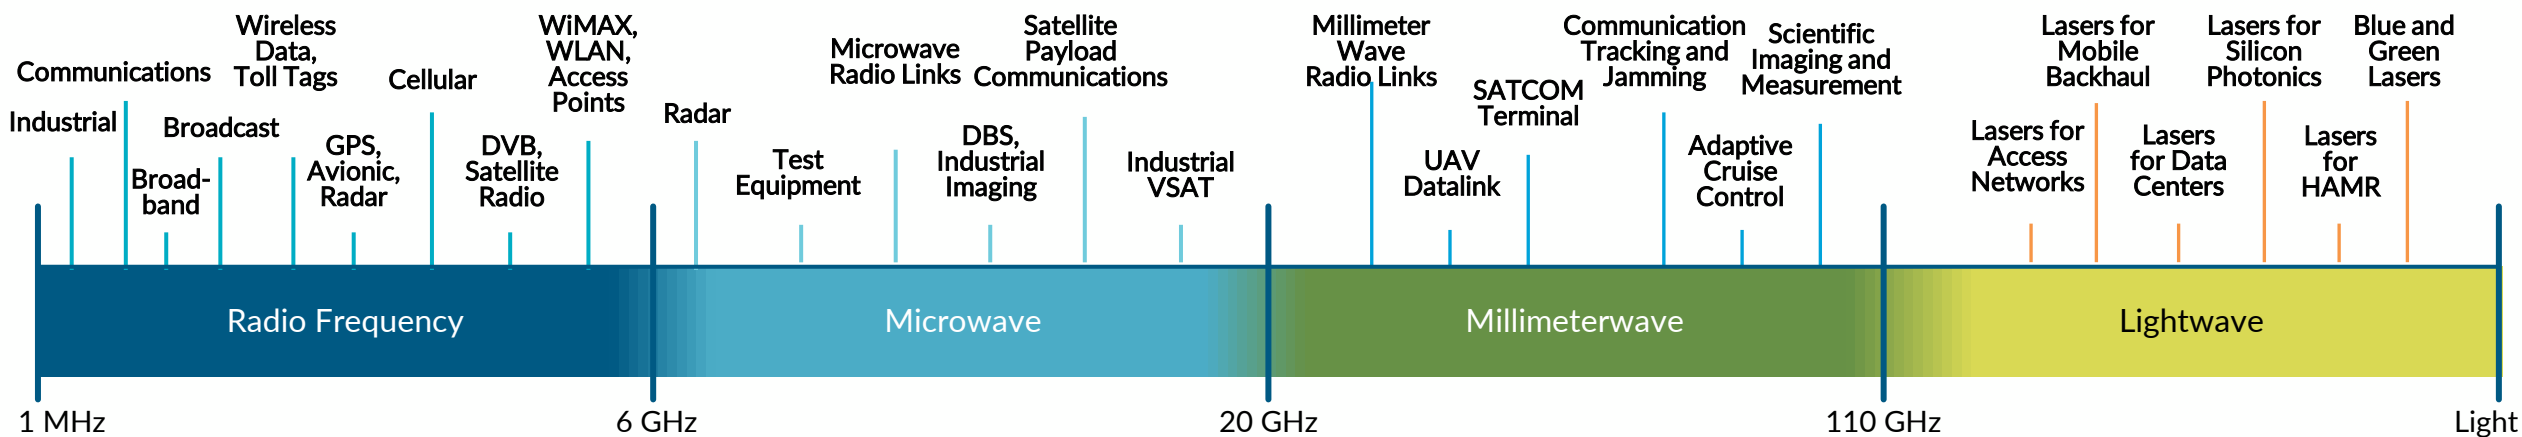 Communications
Industrial
Broad-
band
Broadcast
Wireless
Data,
Toll Tags
GPS,
Avionic,
Radar
Cellular
DVB,
Satellite
Radio
WiMAX,
WLAN,
Access
Points
Radar
Test
Equipment
Microwave
Radio Links
DBS,
Industrial
Imaging
Satellite
Payload
Communications
Industrial
VSAT
Millimeter
Wave
Radio Links
UAV
Datalink
SATCOM
Terminal
Communication
Tracking and
Jamming
Adaptive
Cruise
Control
Scientific
Imaging and
Measurement
Lasers for
Access
Networks
Lasers for
Mobile
Backhaul
Lasers
for Data
Centers
Lasers for
Silicon
Photonics
Lasers
for
HAMR
Blue and
Green
Lasers
Radio Frequency
Microwave
Millimeterwave
Lightwave
1 MHz
6 GHz
20 GHz
110 GHz
Light